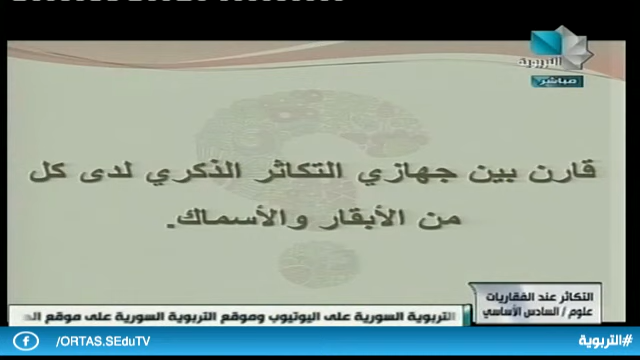 التربوية
مباشر
قارن بين جهازي التكاثر الذكري لدى كل
من الأبقار والأسماك.
التكاثر عند الفقاريات
علوم / السادس الأساسي
التربوية السورية على اليوتيوب وموقع التربوية السورية على موقع
/ORTAS.SEduTV
#التربوية